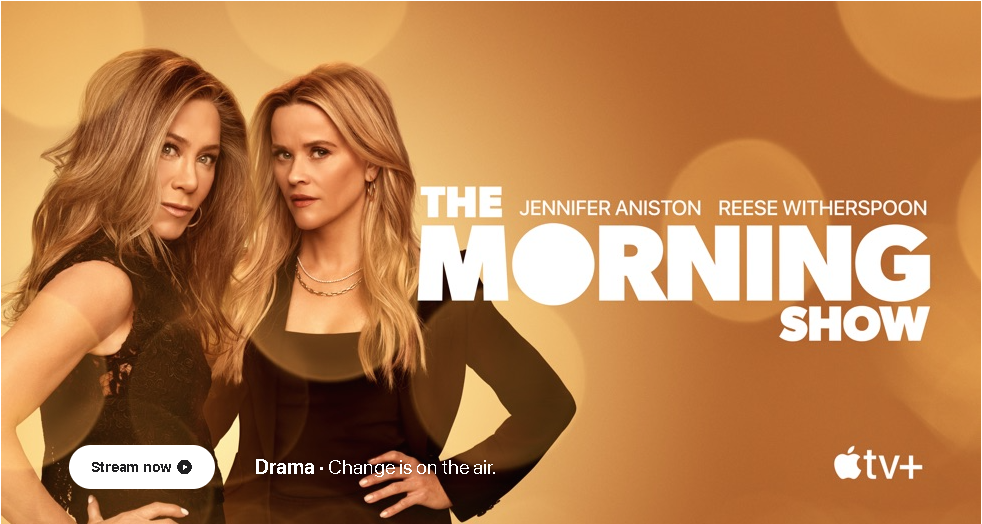 THE
JENNIFER ANISTON REESE WITHERSPOON
MORNING
SHOW
Stream now
Drama · Change is on the air.
tv+